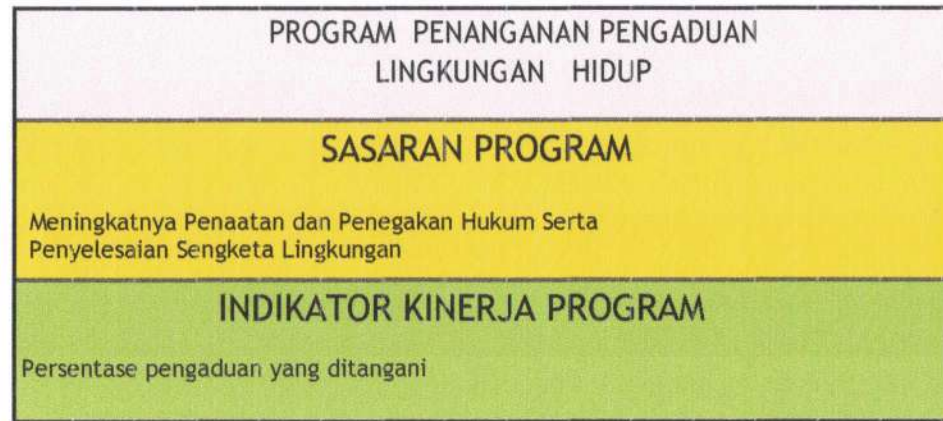 PROGRAM PENANGANAN PENGADUAN
LINGKUNGAN HIDUP
SASARAN PROGRAM
Meningkatnya Penaatan dan Penegakan Hukum Serta
Penyelesaian Sengketa Lingkungan
INDIKATOR KINERJA PROGRAM
Persentase pengaduan yang ditangani